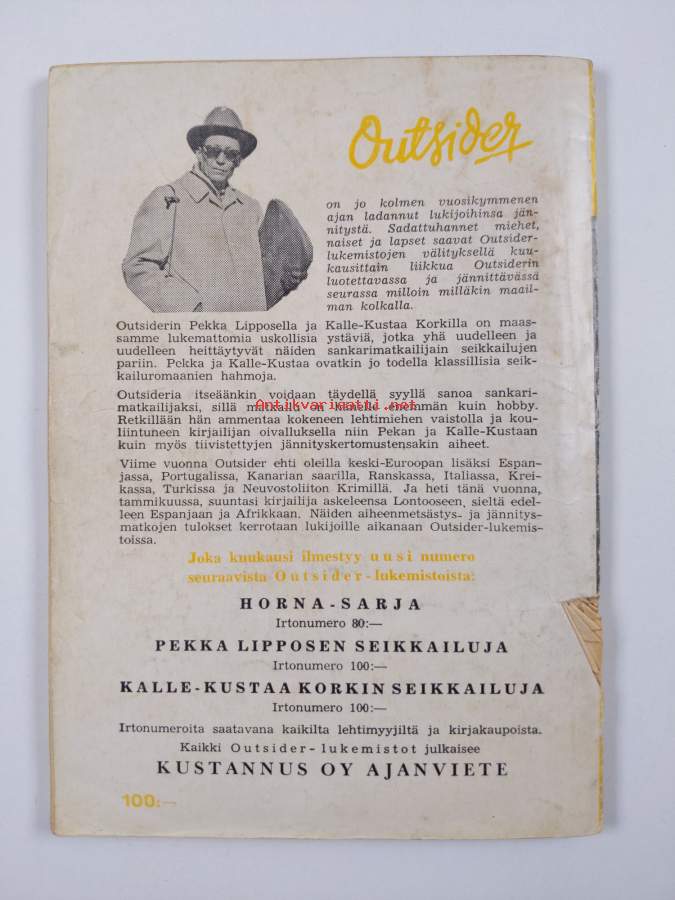 Outsider
on jo kolmen vuosikymmenen
ajan ladannut lukijoihinsa jän-
nitystä. Sadattuhannet miehet,
naiset ja lapset saavat Outsider-
lukemistojen välityksellä kuu-
kausittain liikkua Outsiderin
luotettavassa ja jännittävässä
seurassa milloin milläkin maail-
man kolkalla.
Outsiderin Pekka Lipposella ja Kalle-Kustaa Korkilla on maas-
samme lukemattomia uskollisia ystäviä, jotka yhä uudelleen ja
uudelleen heittäytyvät näiden sankarimatkailijain seikkailujen
pariin. Pekka ja Kalle-Kustaa ovatkin jo todella klassillisia seik-
kailuromaanien hahmoja.
Outsideria itseäänkin voidaan täydellä syyllä sanoa sankari-
matkailijaksi, sillä matkailu on hänelle enemmän kuin hobby.
Antikvariaatti.net
Retkillään hän ammentaa kokeneen lehtimiehen vaistolla ja kou-
liintuneen kirjailijan oivalluksella niin Pekan ja Kalle-Kustaan
kuin myös tiivistettyjen jännityskertomustensakin aiheet.
Viime vuonna Outsider ehti oleilla keski-Euroopan lisäksi Espan-
jassa, Portugalissa, Kanarian saarilla, Ranskassa, Italiassa, Krei-
kassa, Turkissa ja Neuvostoliiton Krimillä. Ja heti tänä vuonna,
tammikuussa, suuntasi kirjailija askeleensa Lontooseen, sieltä edel-
leen Espanjaan ja Afrikkaan. Näiden aiheenmetsästys- ja jännitys-
matkojen tulokset kerrotaan lukijoille aikanaan Outsider-lukemis-
toissa.
Joka kuukausi ilmestyy uusi numero
seuraavista Outsider-lukemistoista:
HORNA-SARJA
Irtonumero 80:—
PEKKA LIPPOSEN SEIKKAILUJA
Irtonumero 100:—
KALLE-KUSTAA KORKIN SEIKKAILUJA
Irtonumero 100:—
Irtonumeroita saatavana kaikilta lehtimyyjiltä ja kirjakaupoista.
Kaikki Outsider-lukemistot julkaisee
KUSTANNUS OY AJANVIETE
100:—